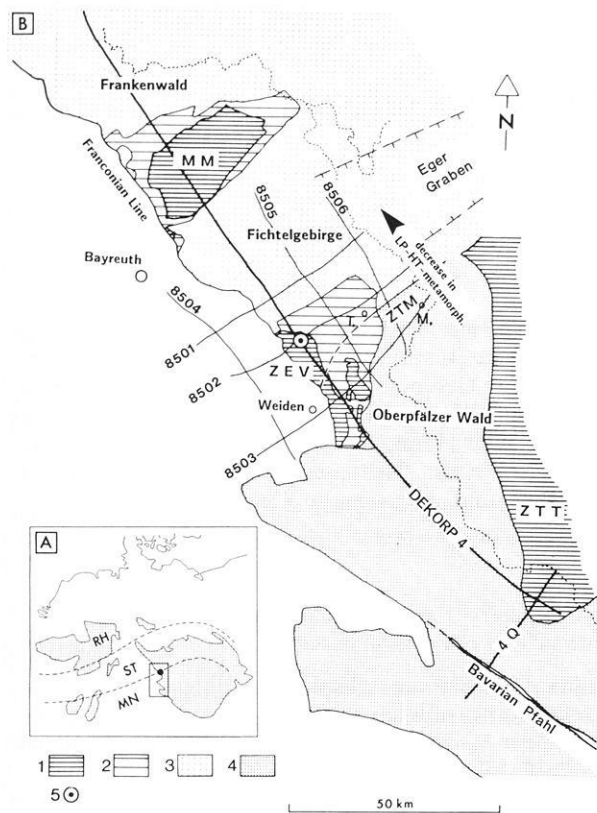 B
Frankenwald
N
MM
Eger
Graben
Franconian Line
8505
8506
Fichtelgebirge
decrease in
LP-HT-metamorph.
Bayreuth
8504
T.
ZTM
M.
8501
8502
ZEV
Weiden
Oberpfälzer Wald
8503
DEKORP 4
ZTT
A
4Q
RH
ST
MN
Bavarian Pfahl
1 2 3 4
5
50 km